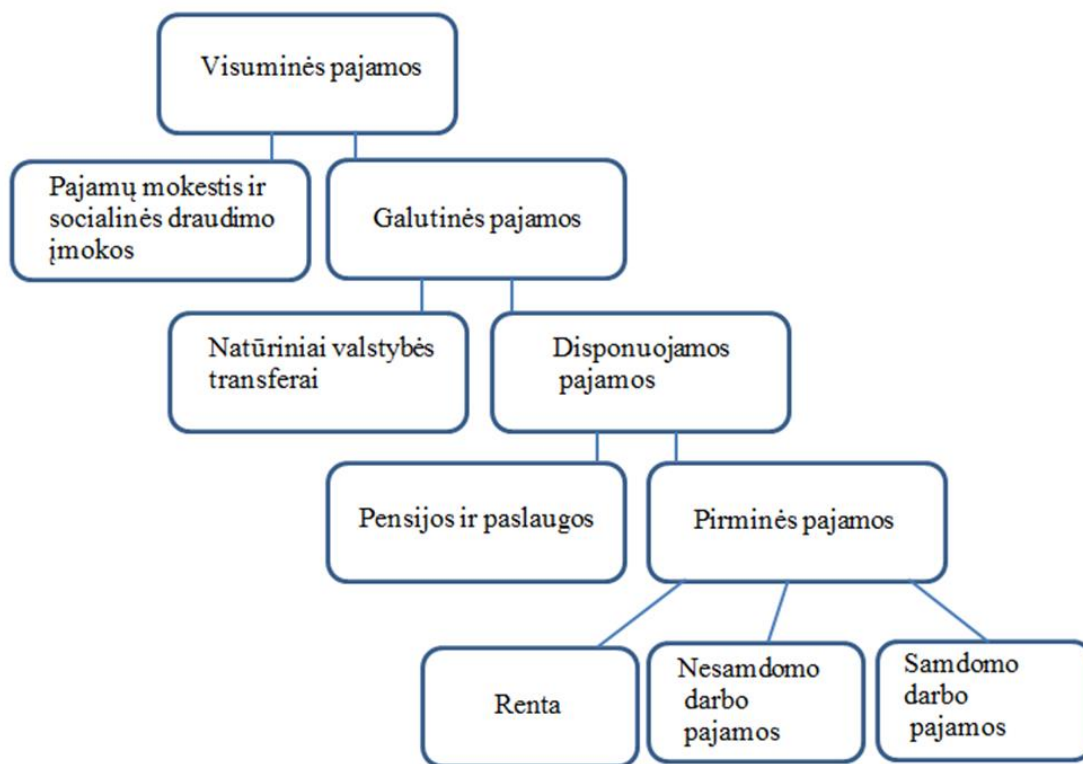 Visuminės pajamos
Pajamų mokestis ir
socialinės draudimo
įmokos
Galutinės pajamos
Natūriniai valstybės
transferai
Disponuojamos
pajamos
Pensijos ir paslaugos
Pirminės pajamos
Renta
Nesamdomo
darbo
pajamos
Samdomo
darbo
pajamos